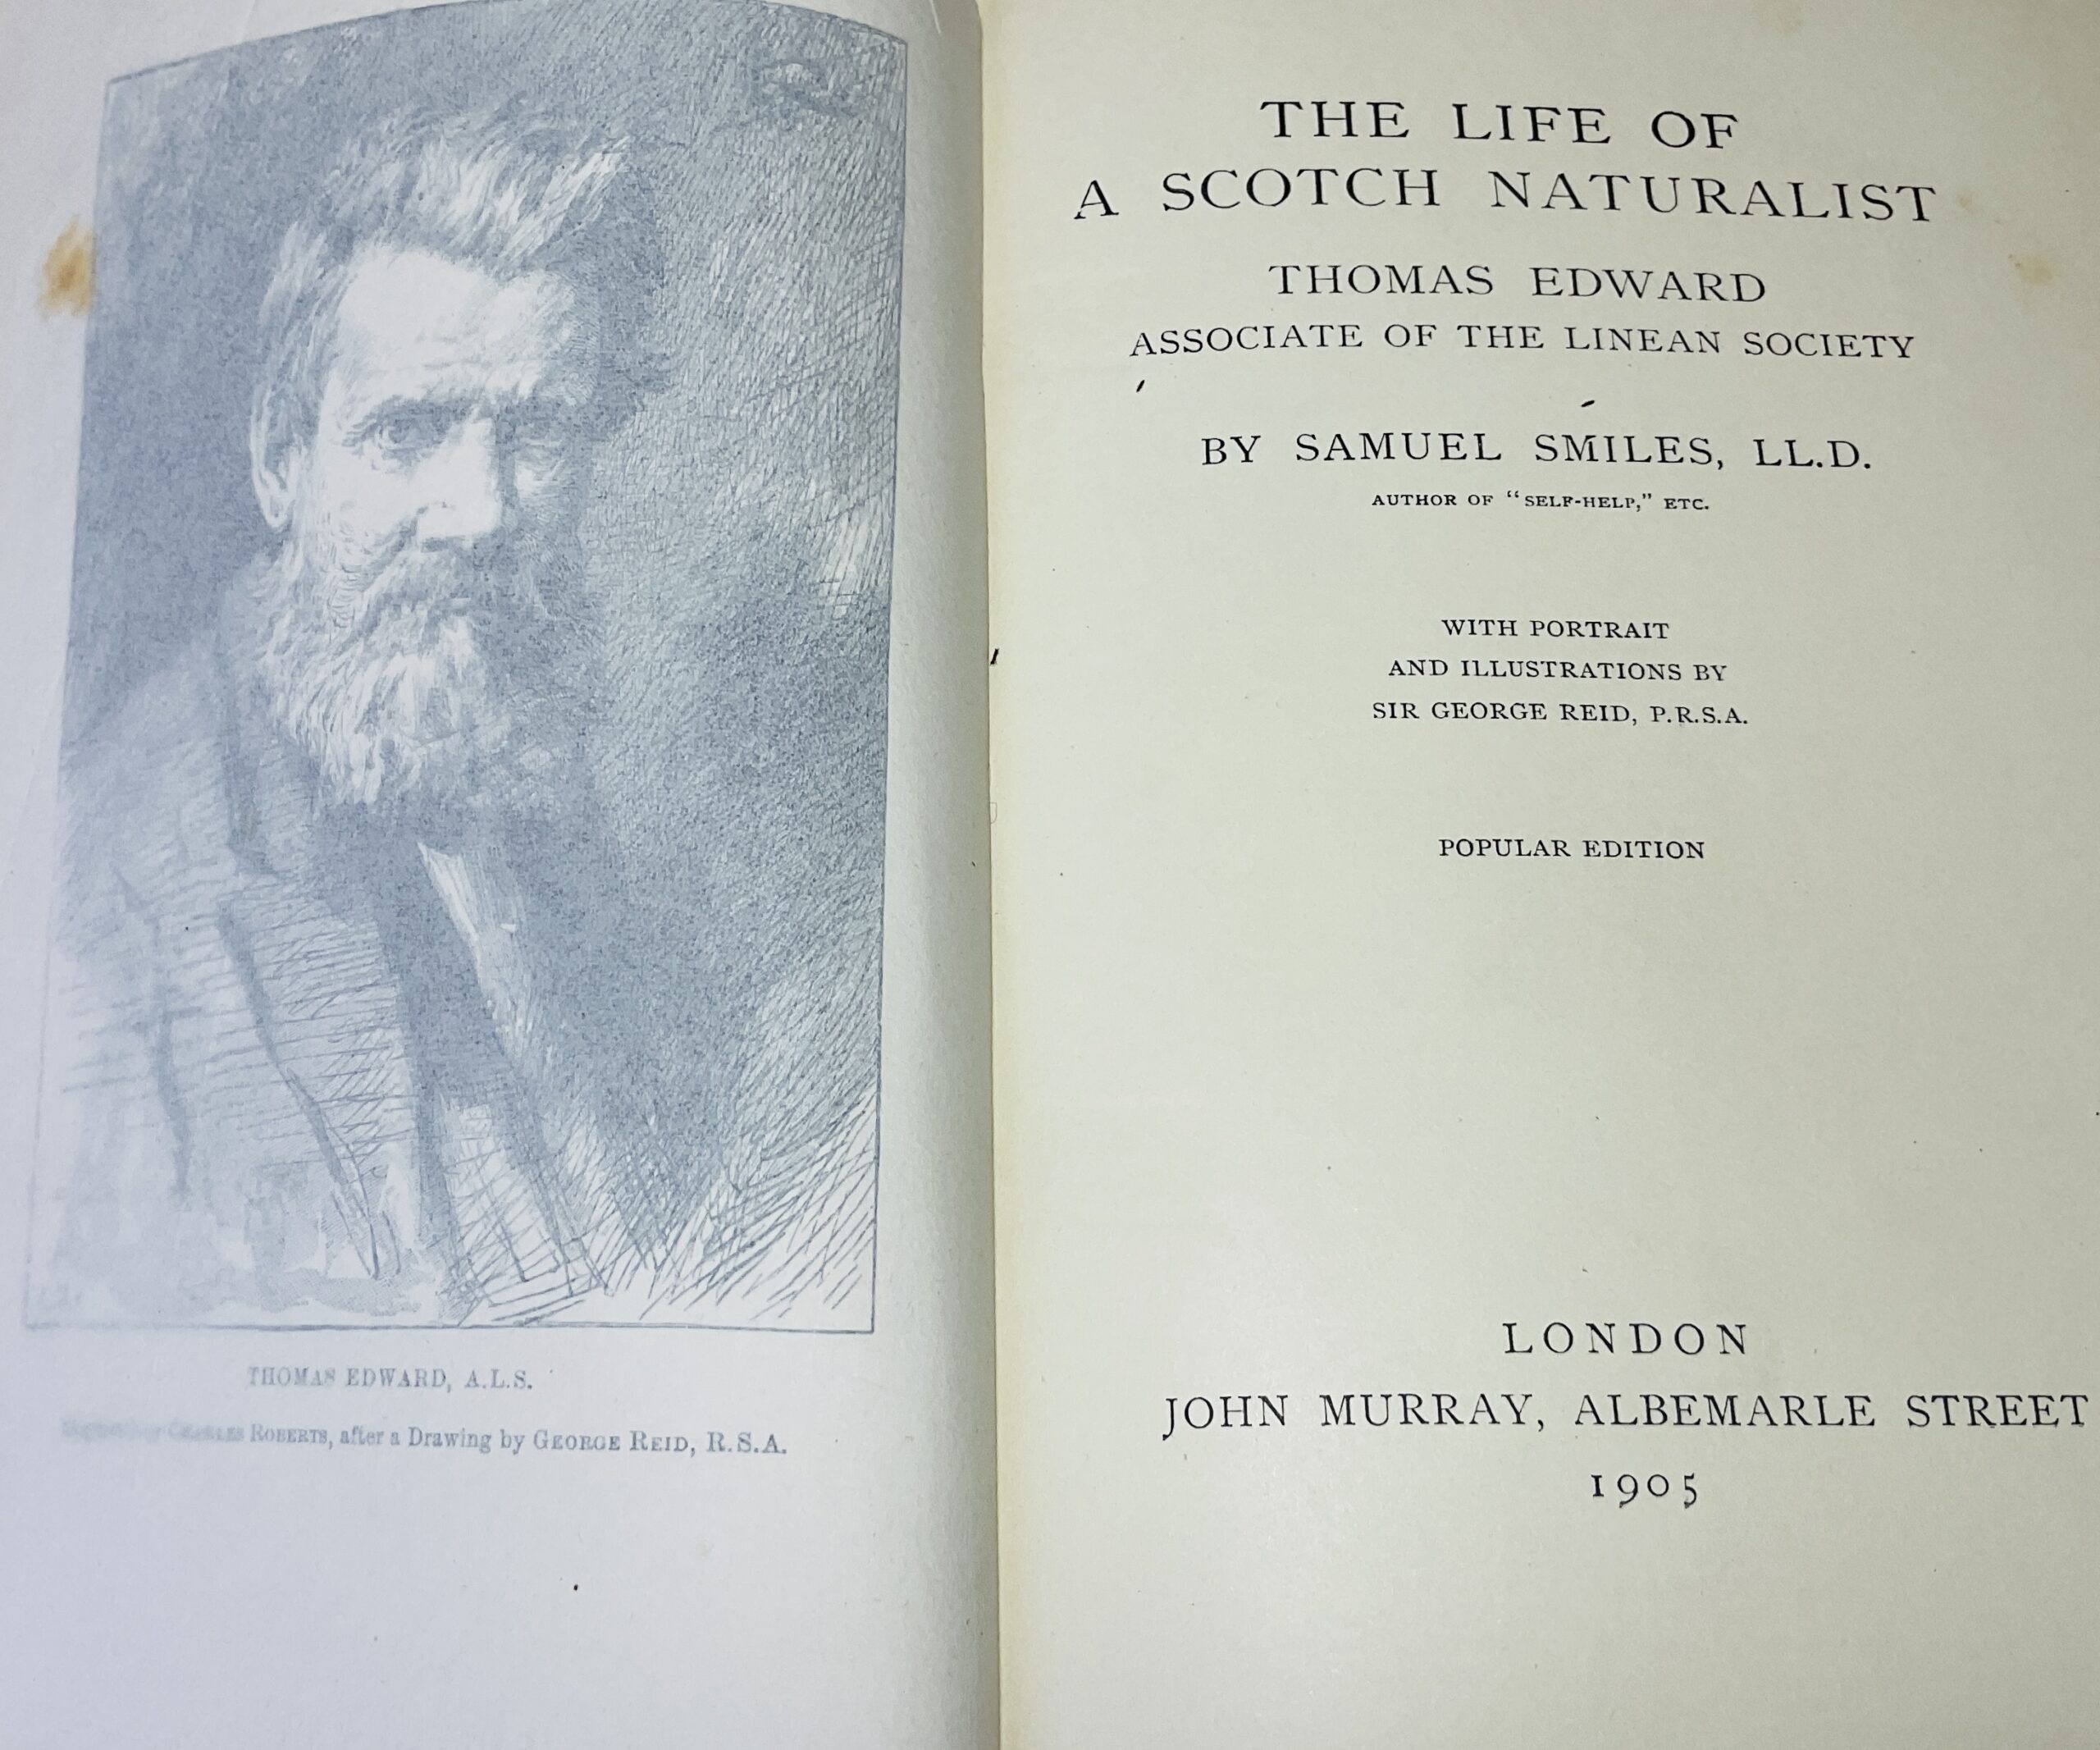 THOMAS EDWARD, A.L.S.
ROBERTS, after a Drawing by GEORGE REID, R.S.A.
THE LIFE OF
A SCOTCH NATURALIST
THOMAS EDWARD
ASSOCIATE OF THE LINEAN SOCIETY
BY SAMUEL SMILES, LL.D.
AUTHOR OF "SELF-HELP," ETC.
WITH PORTRAIT
AND ILLUSTRATIONS BY
SIR GEORGE REID, P.R.S.A.
POPULAR EDITION
LONDON
JOHN MURRAY, ALBEMARLE STREET
1905